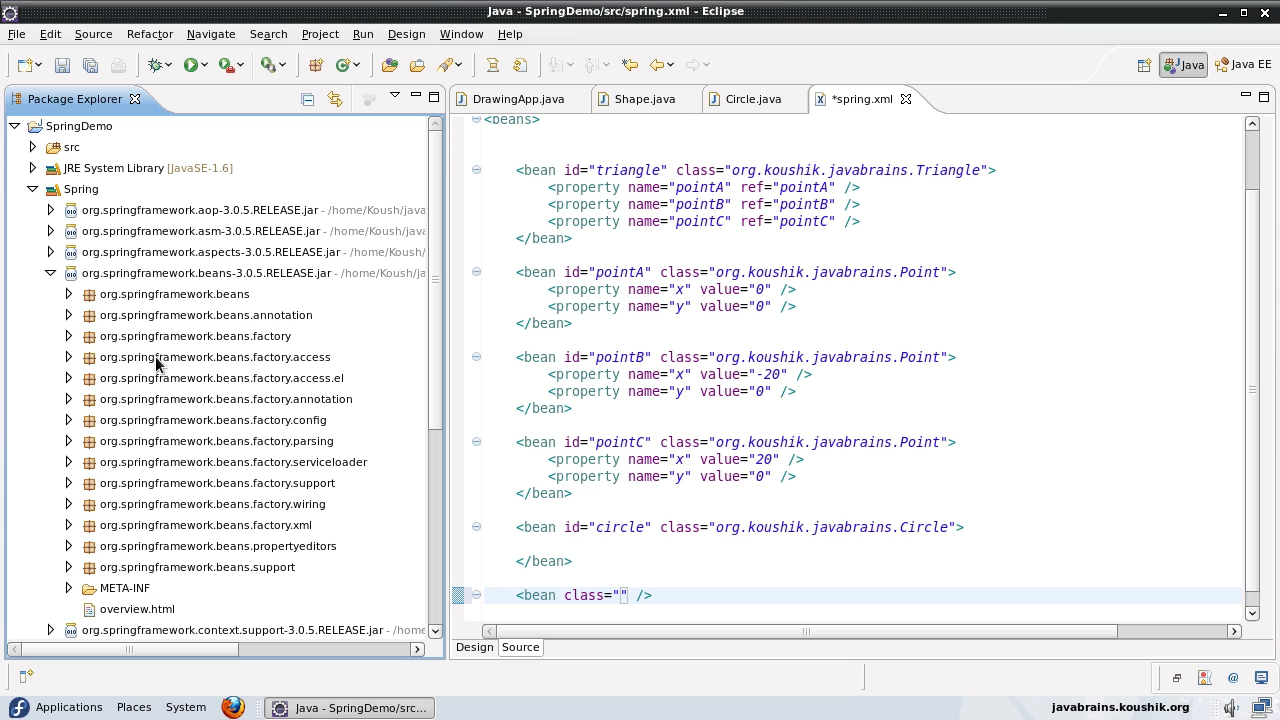 Java - SpringDemo/src/spring.xml - Eclipse
File Edit Source Refactor Navigate Search Project Run Design Window Help
Java Java EE
Package Explorer
DrawingApp.java Shape.java Circle.java *spring.xml
SpringDemo
src
JRE System Library [JavaSE-1.6]
Spring
org.springframework.aop-3.0.5.RELEASE.jar - /home/Koush/java
org.springframework.asm-3.0.5.RELEASE.jar - /home/Koush/java
org.springframework.aspects-3.0.5.RELEASE.jar - /home/Koush/
org.springframework.beans-3.0.5.RELEASE.jar - /home/Koush/ja
org.springframework.beans
org.springframework.beans.annotation
org.springframework.beans.factory
org.springframework.beans.factory.access
org.springframework.beans.factory.access.el
org.springframework.beans.factory.annotation
org.springframework.beans.factory.config
org.springframework.beans.factory.parsing
org.springframework.beans.factory.serviceloader
org.springframework.beans.factory.support
org.springframework.beans.factory.wiring
org.springframework.beans.factory.xml
org.springframework.beans.propertyeditors
org.springframework.beans.support
META-INF
overview.html
org.springframework.context.support-3.0.5.RELEASE.jar - /home
<beans>
<bean id="triangle" class="org.koushik.javabrains.Triangle">
<property name="pointA" ref="pointA" />
<property name="pointB" ref="pointB" />
<property name="pointC" ref="pointC" />
</bean>
<bean id="pointA" class="org.koushik.javabrains.Point">
<property name="x" value="0" />
<property name="y" value="0" />
</bean>
<bean id="pointB" class="org.koushik.javabrains.Point">
<property name="x" value="-20" />
<property name="y" value="0" />
</bean>
<bean id="pointC" class="org.koushik.javabrains.Point">
<property name="x" value="20" />
<property name="y" value="0" />
</bean>
<bean id="circle" class="org.koushik.javabrains.Circle">
</bean>
<bean class="" />
Design Source
Applications Places System Java - SpringDemo/src... javabrains.koushik.org